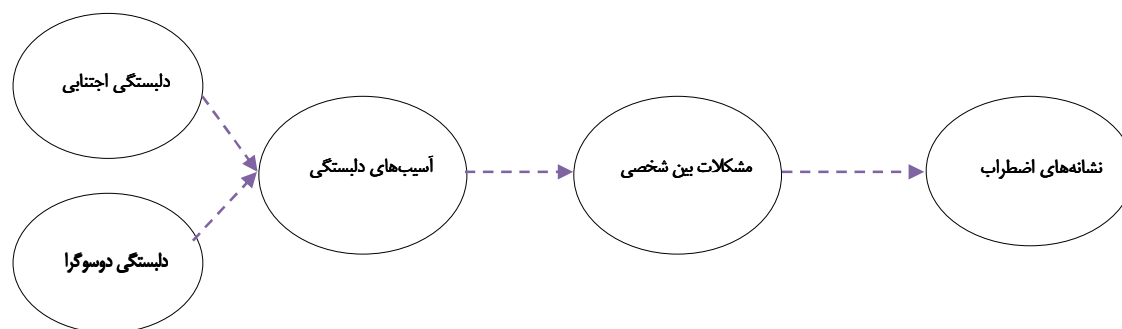 دلبستگی اجتنابی
دلبستگی دوسوگرا
آسیب‌های دلبستگی
مشکلات بین شخصی
نشانه‌های اضطراب